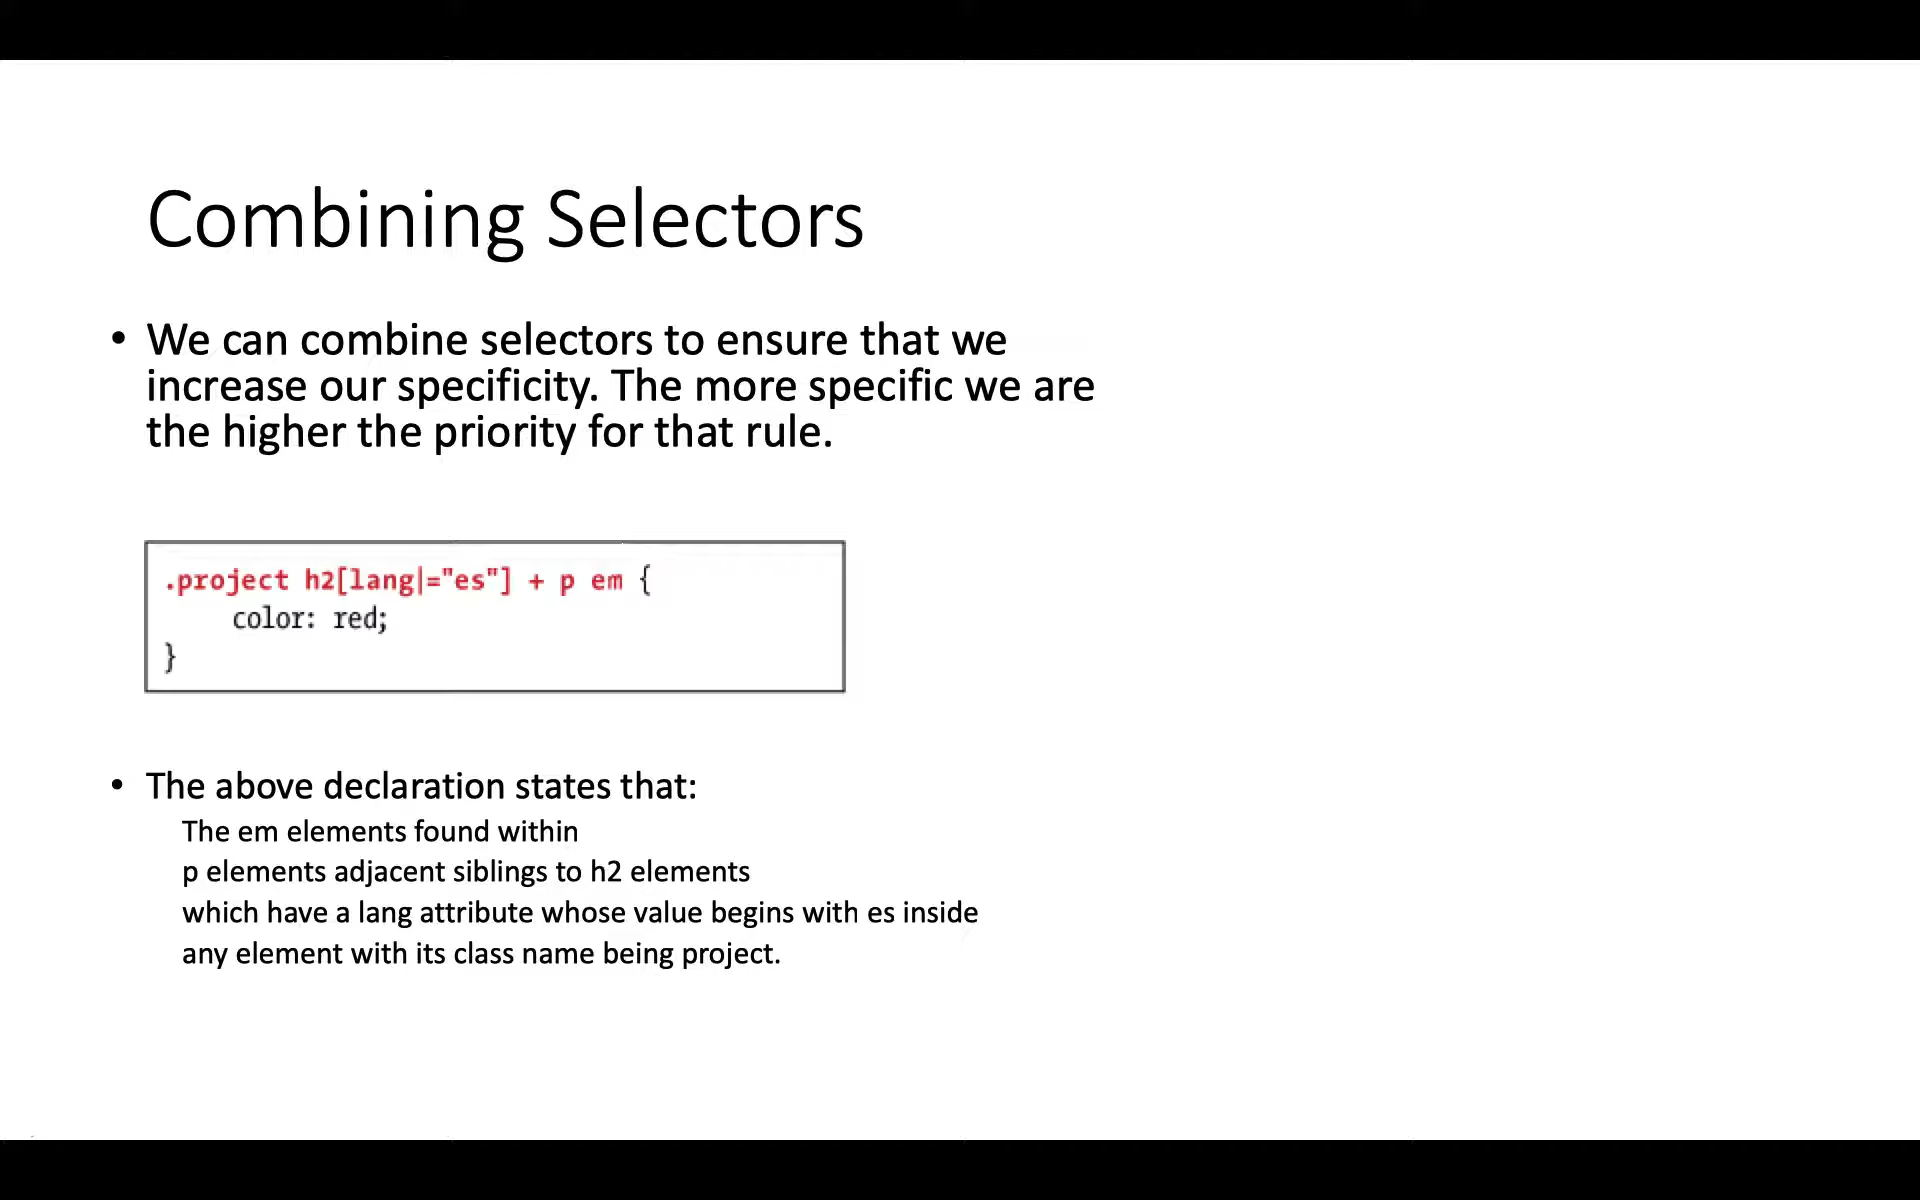 Combining Selectors
• We can combine selectors to ensure that we
increase our specificity. The more specific we are
the higher the priority for that rule.
.project h2[lang|="es"] + p em {
color: red;
}
• The above declaration states that:
The em elements found within
p elements adjacent siblings to h2 elements
which have a lang attribute whose value begins with es inside
any element with its class name being project.